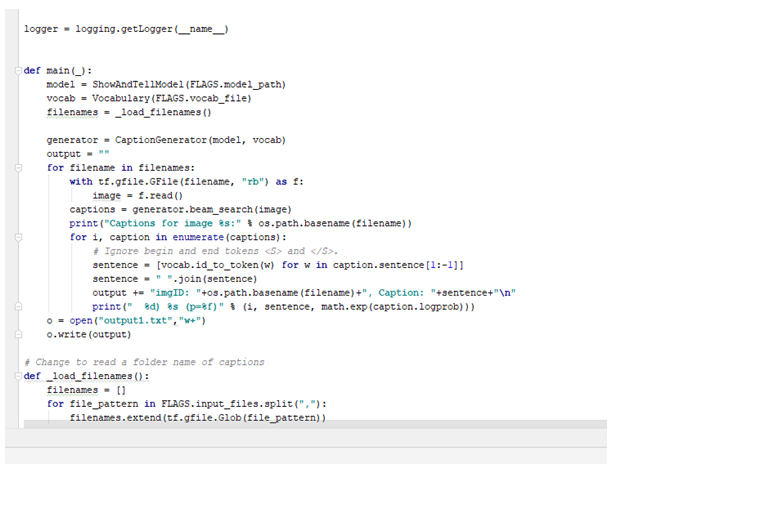 logger = logging.getLogger(__name__)
def main(_):
model = ShowAndTellModel(FLAGS.model_path)
vocab = Vocabulary(FLAGS.vocab_file)
filenames = _load_filenames()
generator = CaptionGenerator(model, vocab)
output = ""
for filename in filenames:
with tf.gfile.GFile(filename, "rb") as f:
image = f.read()
captions = generator.beam_search(image)
print("Captions for image %s:" % os.path.basename(filename))
for i, caption in enumerate(captions):
# Ignore begin and end tokens <S> and </S>.
sentence = [vocab.id_to_token(w) for w in caption.sentence[1:-1]]
sentence = " ".join(sentence)
output += "imgID: "+os.path.basename(filename)+", Caption: "+sentence+"\n"
print("  %d) %s (p=%f)" % (i, sentence, math.exp(caption.logprob)))
o = open("output1.txt","w+")
o.write(output)
# Change to read a folder name of captions
def _load_filenames():
filenames = []
for file_pattern in FLAGS.input_files.split(","):
filenames.extend(tf.gfile.Glob(file_pattern))